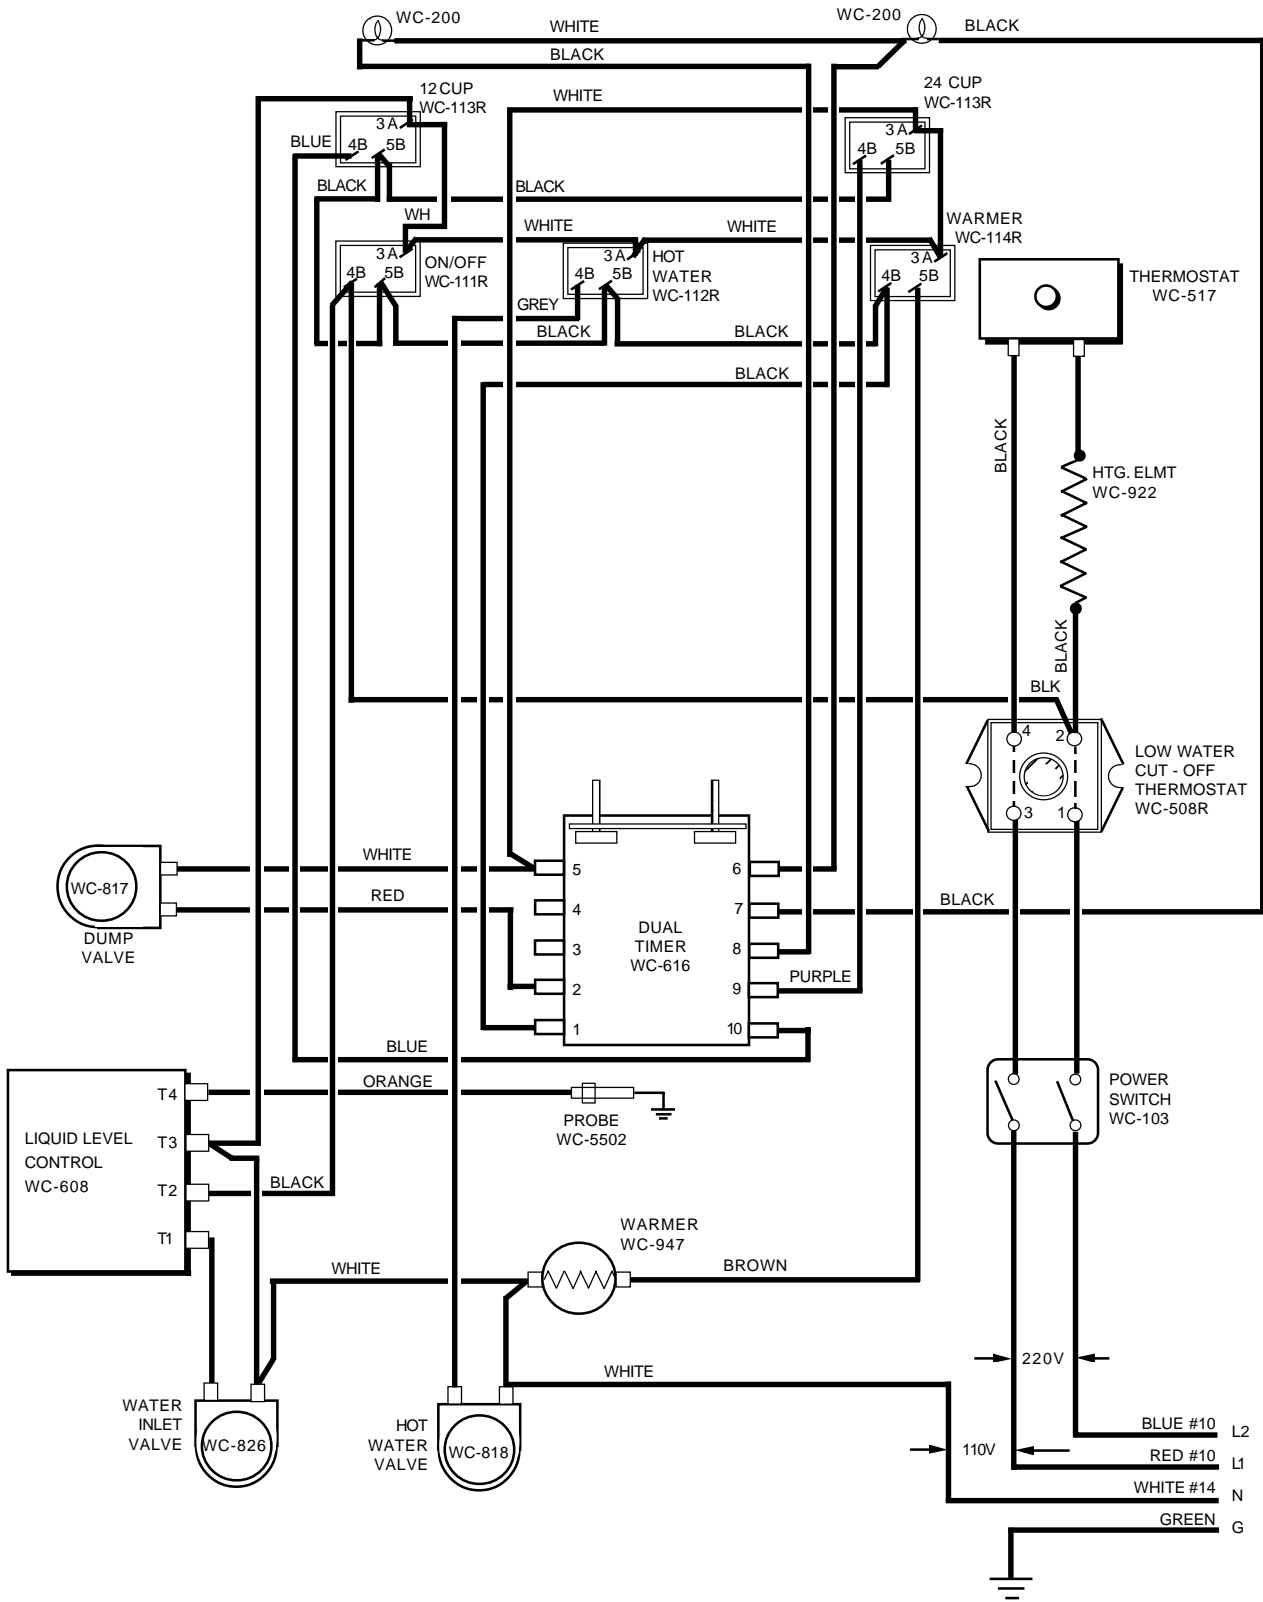 WC-200
WHITE
WC-200
BLACK
BLACK
12 CUP
WC-113R
WHITE
24 CUP
WC-113R
3 A
4B
5B
BLUE
3 A
4B
5B
BLACK
BLACK
WH
WHITE
WHITE
WARMER
WC-114R
3 A
4B
5B
ON/OFF
WC-111R
3 A
4B
5B
HOT
WATER
WC-112R
3 A
4B
5B
THERMOSTAT
WC-517
GREY
BLACK
BLACK
BLACK
BLACK
HTG. ELMT
WC-922
BLACK
BLK
4
2
3
1
LOW WATER
CUT - OFF
THERMOSTAT
WC-508R
WC-817
DUMP
VALVE
WHITE
RED
5
4
3
2
1
DUAL
TIMER
WC-616
6
7
8
9
10
BLACK
PURPLE
BLUE
ORANGE
PROBE
WC-5502
POWER
SWITCH
WC-103
LIQUID LEVEL
CONTROL
WC-608
T4
T3
T2
T1
BLACK
WARMER
WC-947
WHITE
BROWN
WHITE
220V
WATER
INLET
VALVE
WC-826
HOT
WATER
VALVE
WC-818
110V
BLUE #10 L2
RED #10 L1
WHITE #14 N
GREEN G